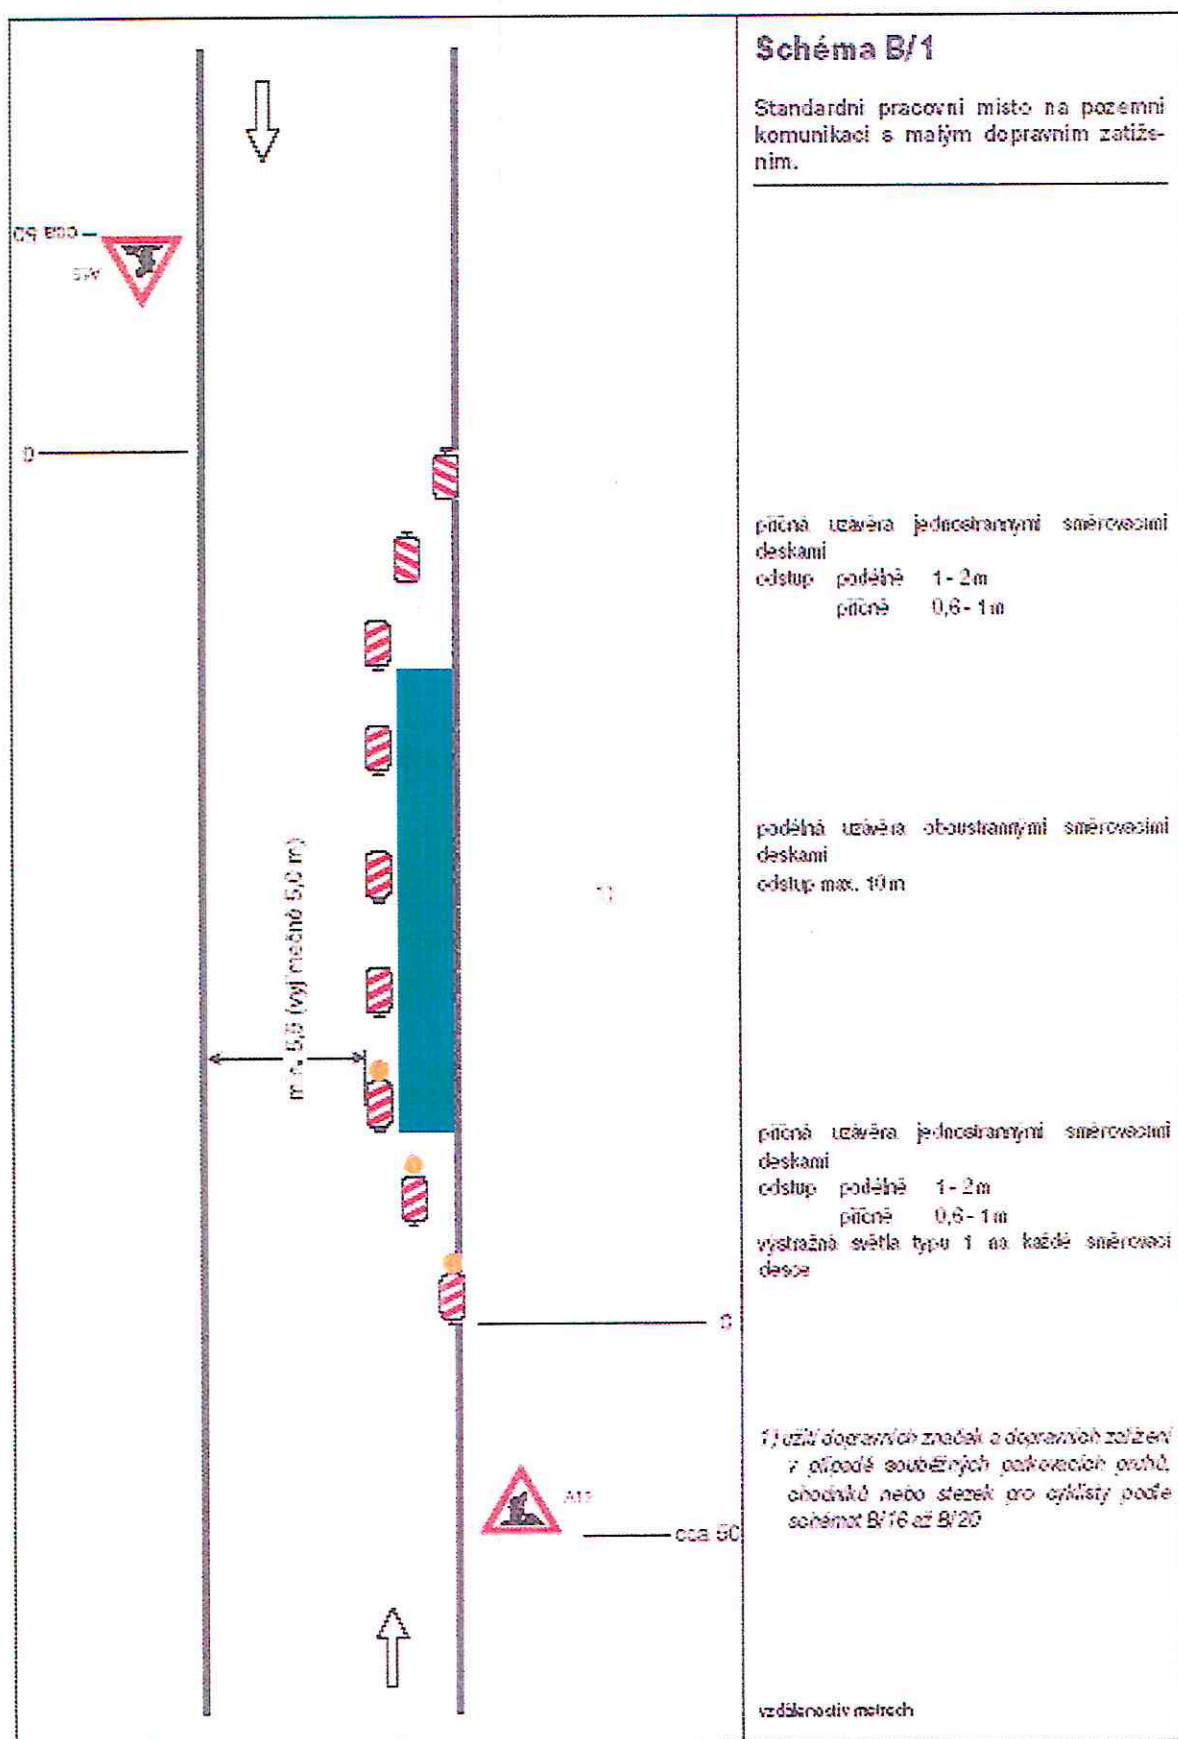 Schéma B/1
Standardní pracovní místo na pozemní
komunikaci s malým dopravním zatíže-
ním.
cca 50
A15
0
příčná uzávěra jednostrannými směrovacími
deskami
odstup podélně 1 - 2 m
příčně 0,6 - 1 m
podélná uzávěra oboustrannými směrovacími
deskami
odstup max. 10 m
min. 5,5 (výjimečně 5,0 m)
1)
příčná uzávěra jednostrannými směrovacími
deskami
odstup podélně 1 - 2 m
příčně 0,6 - 1 m
výstražná světla typu 1 na každé směrovací
desce
0
A15
cca 50
1) užití dopravních značek a dopravních zařízení
v případě souběžných parkovacích pruhů,
chodníků nebo stezek pro cyklisty podle
schémat B/16 až B/20
vzdálenosti v metrech